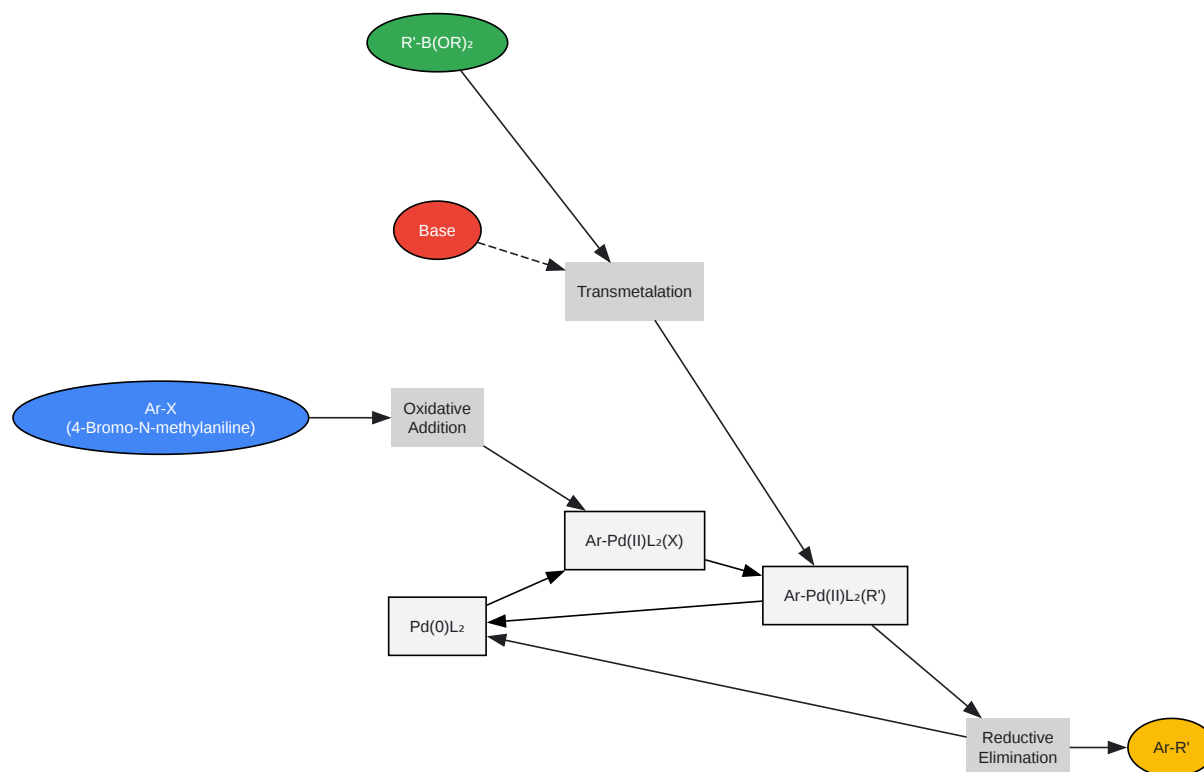 R'-B(OR)₂
Base
Transmetalation
Ar-X
(4-Bromo-N-methylaniline)
Oxidative
Addition
Ar-Pd(II)L₂(X)
Ar-Pd(II)L₂(R')
Pd(0)L₂
Reductive
Elimination
Ar-R'